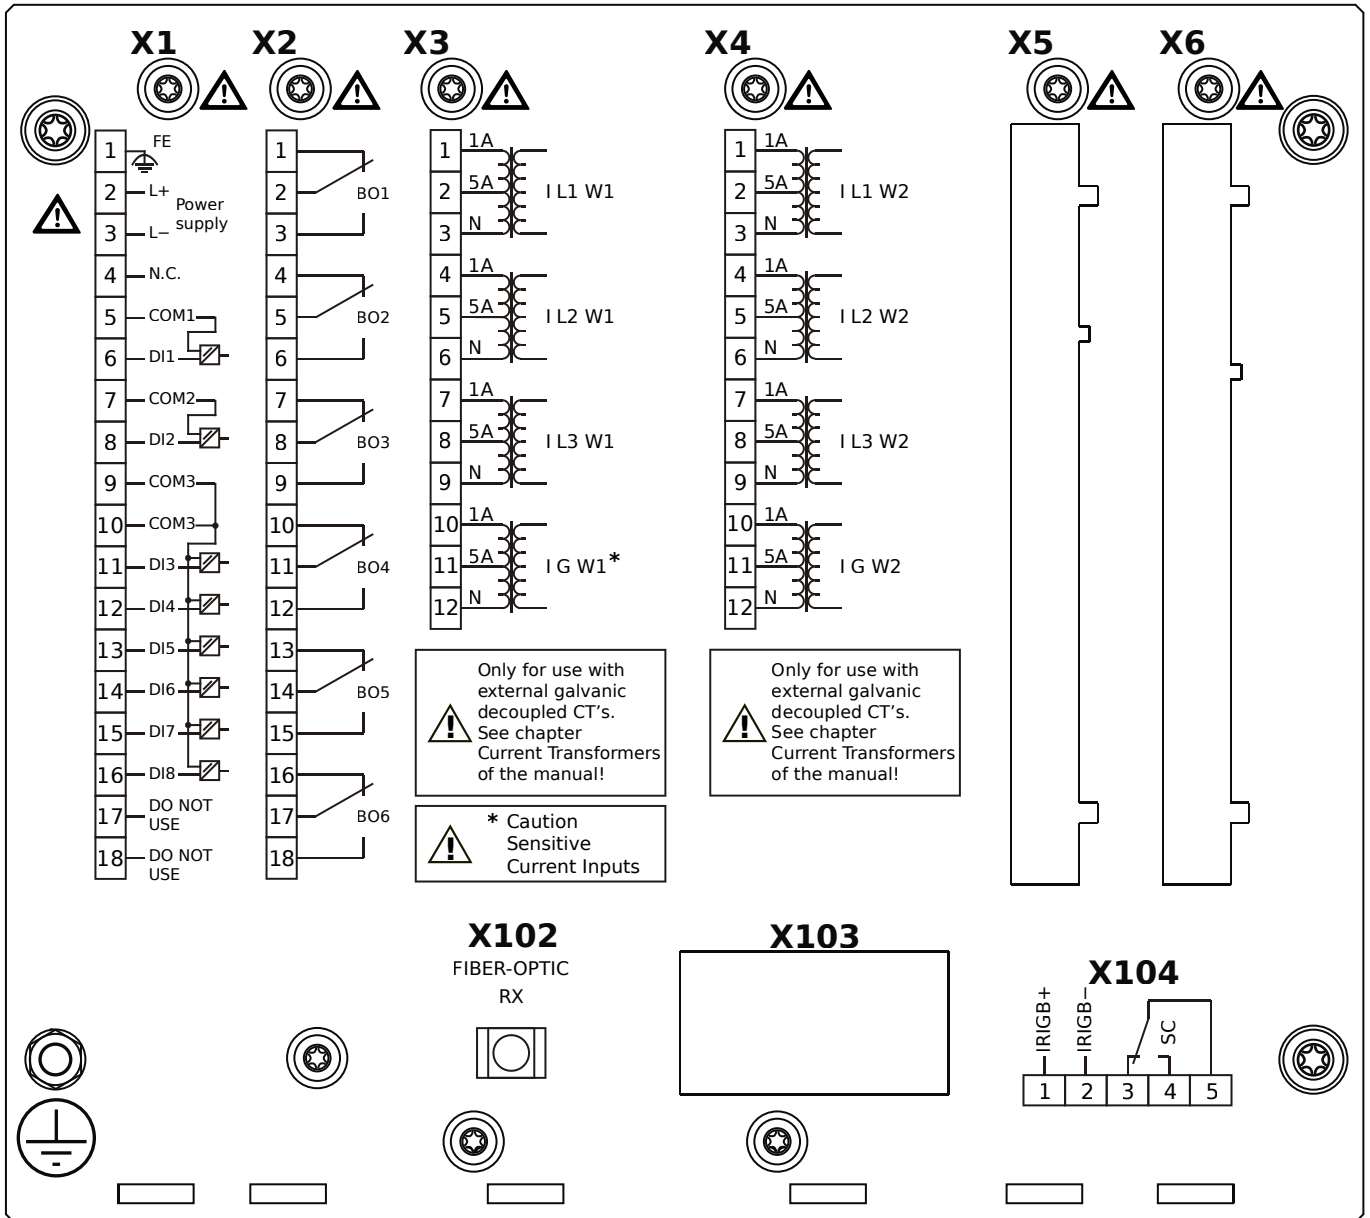 X1
X2
X3
X4
X5
X6
1 FE
2 L+
Power
supply
3 L−
4 N.C.
5 COM1
6 DI1
7 COM2
8 DI2
9 COM3
10 COM3
11 DI3
12 DI4
13 DI5
14 DI6
15 DI7
16 DI8
17 DO NOT
USE
18 DO NOT
USE
1
2 BO1
3
4
5 BO2
6
7
8 BO3
9
10
11 BO4
12
13
14 BO5
15
16
17 BO6
18
1 1A
2 5A I L1 W1
3 N
4 1A
5 5A I L2 W1
6 N
7 1A
8 5A I L3 W1
9 N
10 1A
11 5A I G W1*
12 N
Only for use with
external galvanic
decoupled CT's.
See chapter
Current Transformers
of the manual!
* Caution
Sensitive
Current Inputs
1 1A
2 5A I L1 W2
3 N
4 1A
5 5A I L2 W2
6 N
7 1A
8 5A I L3 W2
9 N
10 1A
11 5A I G W2
12 N
Only for use with
external galvanic
decoupled CT's.
See chapter
Current Transformers
of the manual!
X102
FIBER-OPTIC
RX
X103
X104
IRIGB+
IRIGB−
SC
1 2 3 4 5